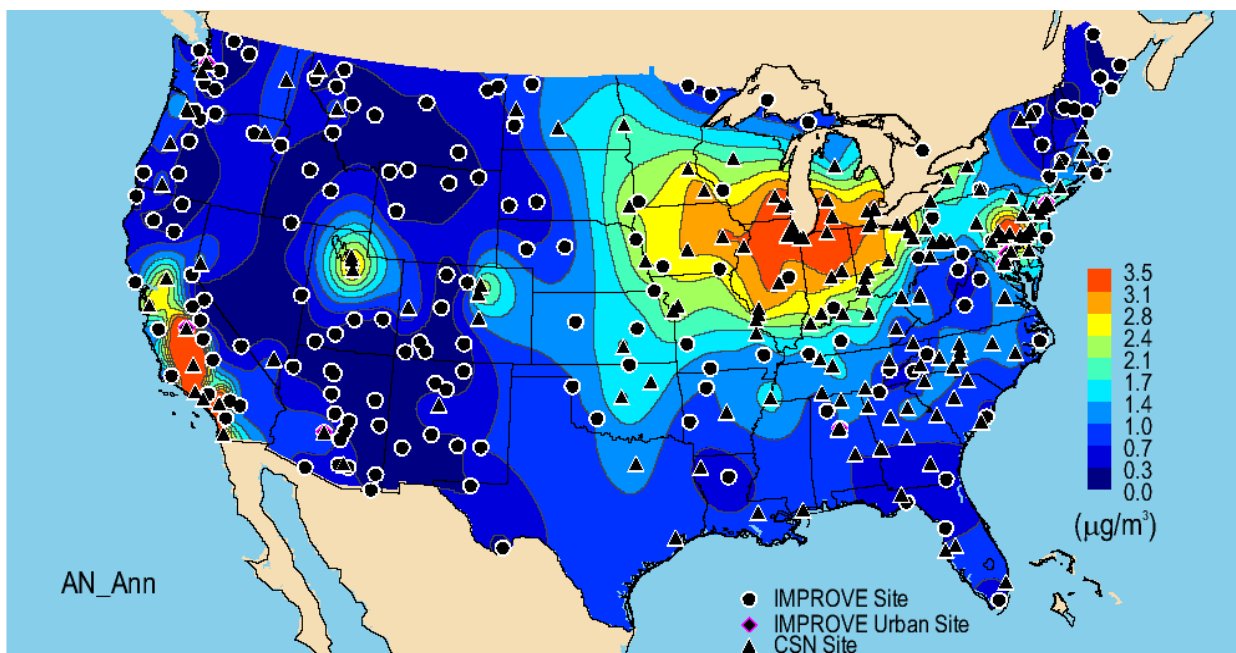 3.5
3.1
2.8
2.4
2.1
1.7
1.4
1.0
0.7
0.3
0.0
(µg/m³)
AN_Ann
IMPROVE Site
IMPROVE Urban Site
CSN Site